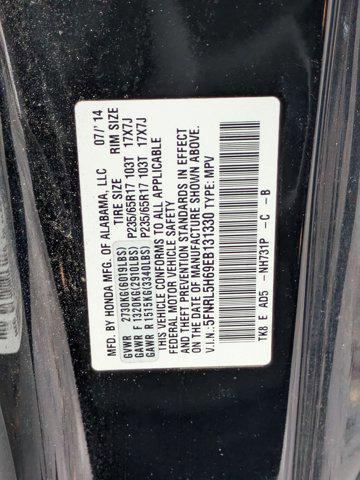 MFD. BY HONDA MFG. OF ALABAMA, LLC 07/'14
TIRE SIZE RIM SIZE
GVWR 2730KG(6019LBS)
GAWR F 1320KG(2910LBS) P235/65R17 103T 17X7J
GAWR R 1515KG(3340LBS) P235/65R17 103T 17X7J
THIS VEHICLE CONFORMS TO ALL APPLICABLE
FEDERAL MOTOR VEHICLE SAFETY
AND THEFT PREVENTION STANDARDS IN EFFECT
ON THE DATE OF MANUFACTURE SHOWN ABOVE.
V.I.N.:5FNRL5H69EB131330 TYPE: MPV
TK8 E AD5 -NH731P -C -B